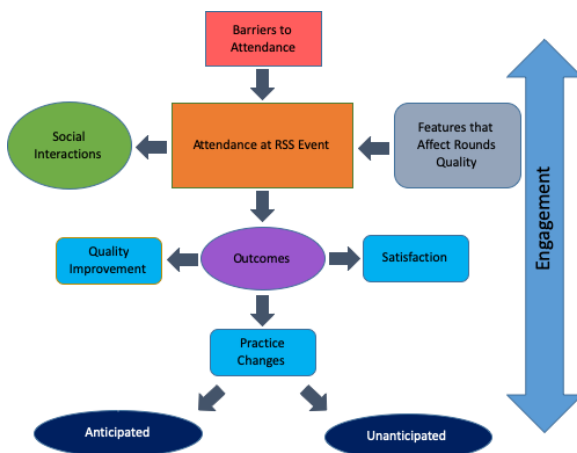 Barriers to
Attendance
Social
Interactions
Attendance at RSS Event
Features that
Affect Rounds
Quality
Engagement
Quality
Improvement
Outcomes
Satisfaction
Practice
Changes
Anticipated
Unanticipated